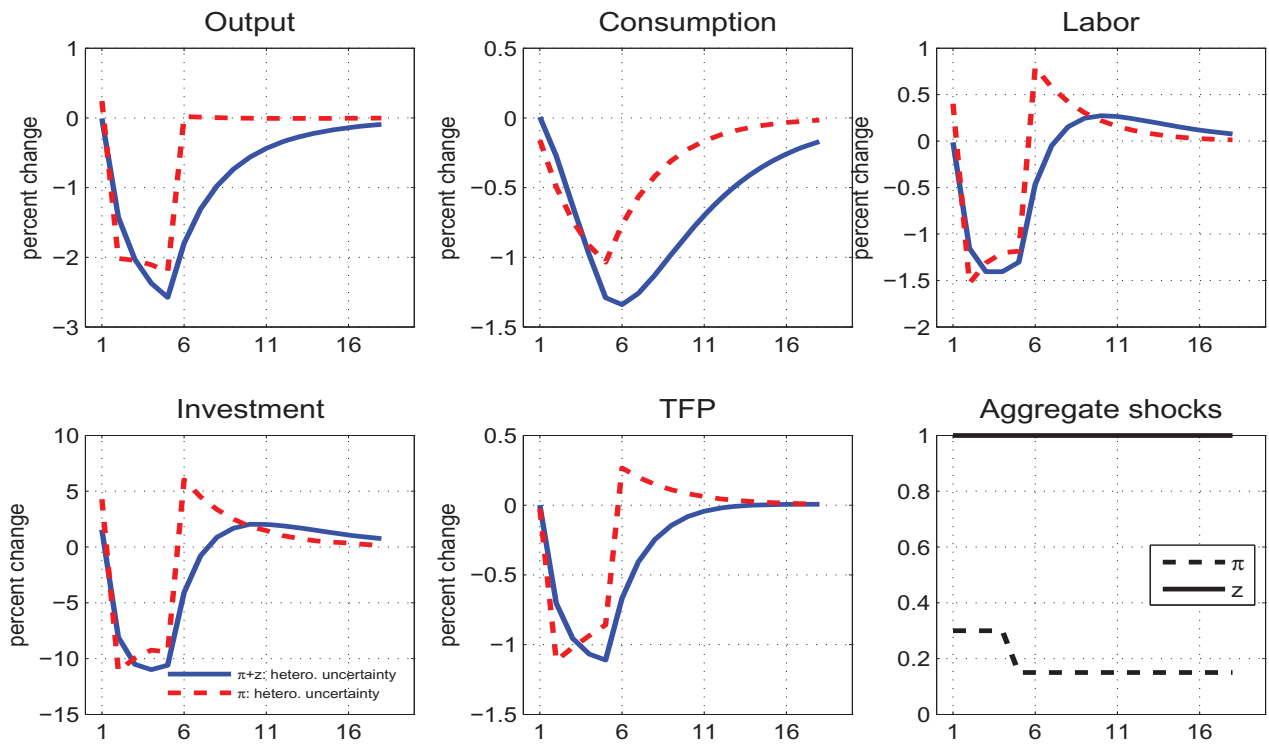 Output
Consumption
Labor
percent change
1
0
−1
−2
−3
1 6 11 16
percent change
0.5
0
−0.5
−1
−1.5
1 6 11 16
percent change
1
0.5
0
−0.5
−1
−1.5
−2
1 6 11 16
Investment
TFP
Aggregate shocks
percent change
10
5
0
−5
−10
−15
1 6 11 16
π+z: hetero. uncertainty
π: hetero. uncertainty
percent change
0.5
0
−0.5
−1
−1.5
1 6 11 16
1
0.8
0.6
0.4
0.2
0
1 6 11 16
π
z